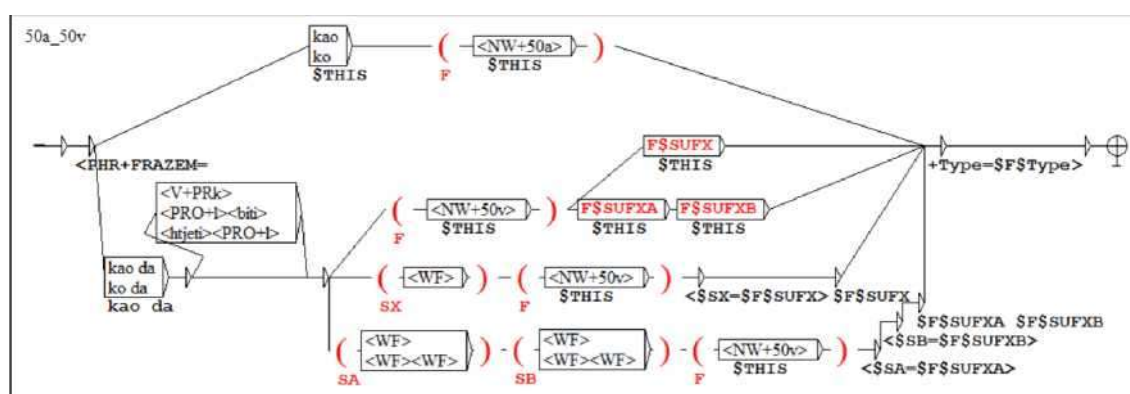 50a_50v
kao
ko
$THIS
( <NW+50a> )
F
$THIS
<PHR+FRAZEM=
F$SUFX
$THIS
+Type=$F$Type>
<V+PRk>
<PRO+I><biti>
<htjeti><PRO+I>
( <NW+50v> )
F
$THIS
F$SUFXA
$THIS
F$SUFXB
$THIS
kao da
ko da
kao da
( <WF> )
SX
( <NW+50v> )
F
$THIS
<$SX=$F$SUFX>
$F$SUFX
( <WF>
<WF><WF> )
SA
( <WF>
<WF><WF> )
SB
( <NW+50v> )
F
$THIS
$F$SUFXA $F$SUFXB
<$SB=$F$SUFXB>
<$SA=$F$SUFXA>